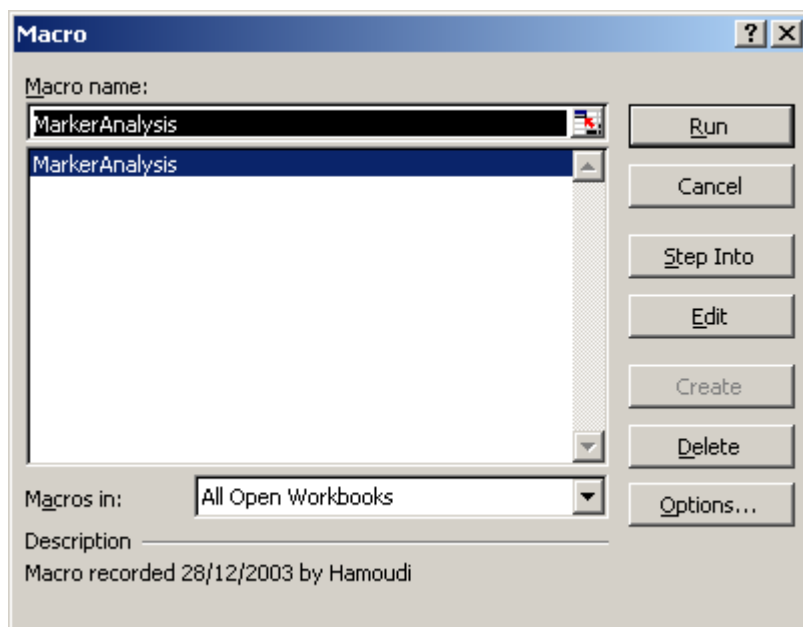 Macro
Macro name:
MarkerAnalysis
MarkerAnalysis
Run
Cancel
Step Into
Edit
Create
Delete
Options...
Macros in:
All Open Workbooks
Description
Macro recorded 28/12/2003 by Hamoudi